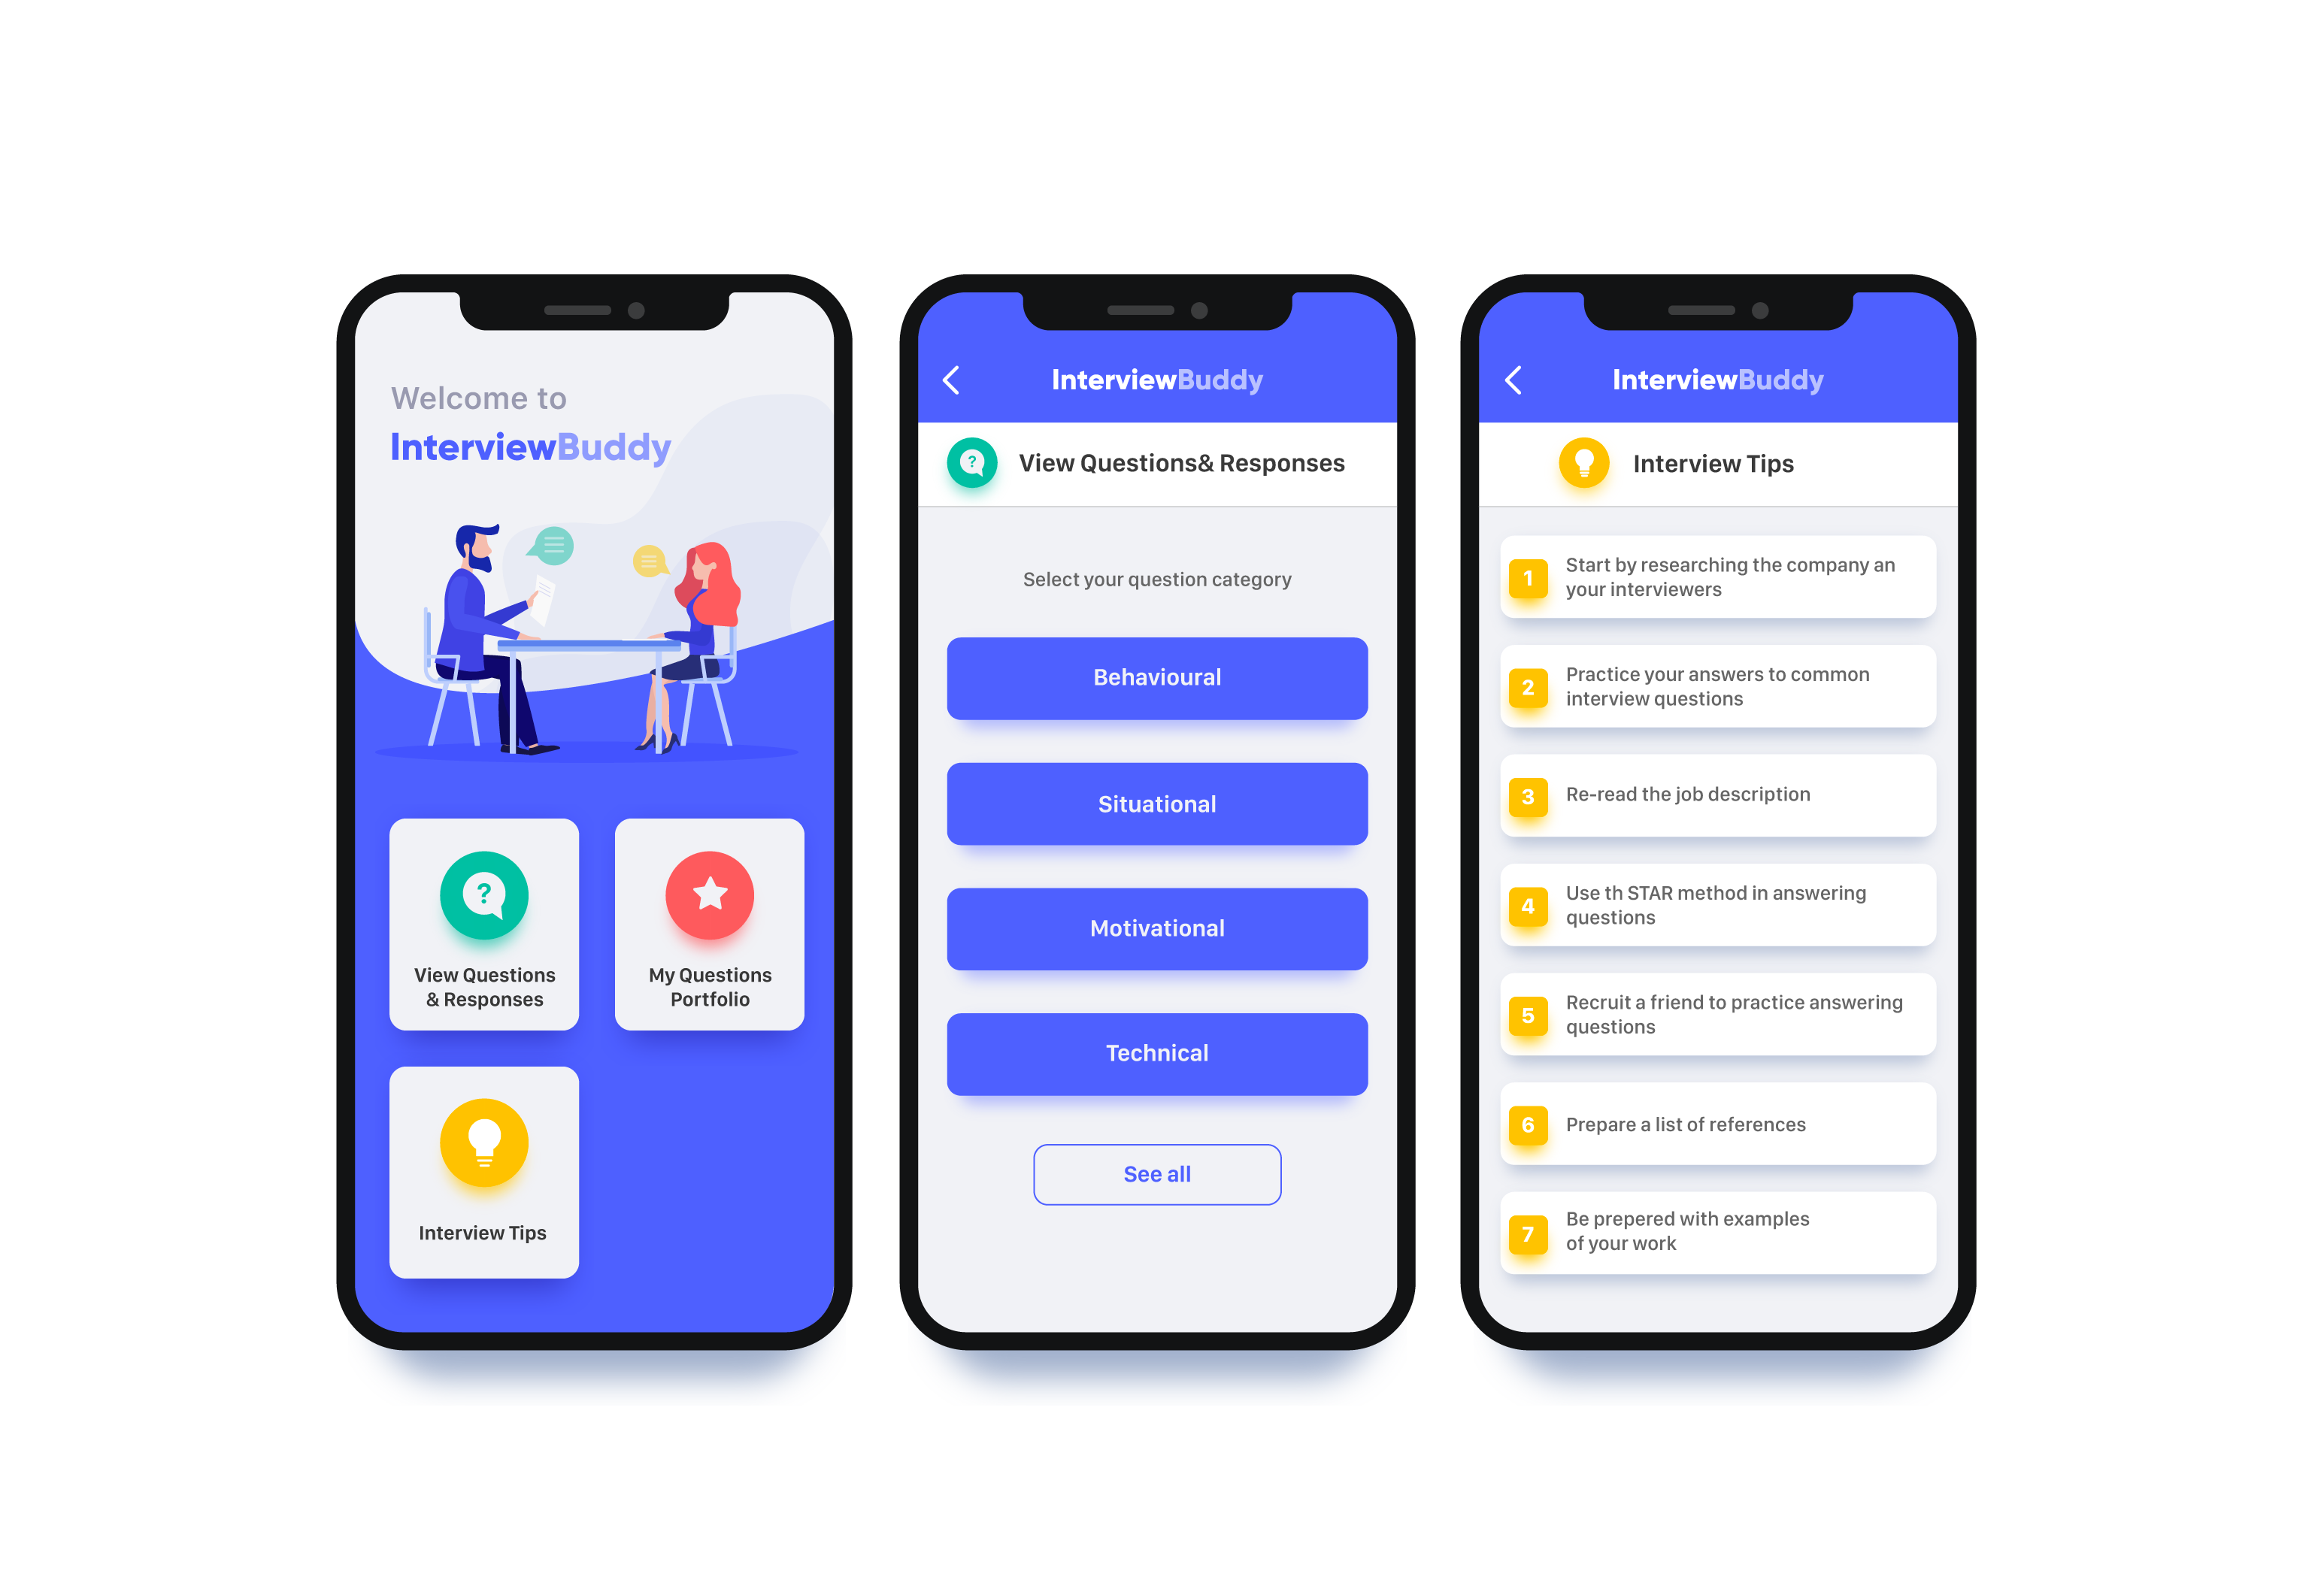 Welcome to
InterviewBuddy
?
View Questions
& Responses
My Questions
Portfolio
Interview Tips
InterviewBuddy
?
View Questions& Responses
Select your question category
Behavioural
Situational
Motivational
Technical
See all
InterviewBuddy
Interview Tips
1
Start by researching the company an
your interviewers
2
Practice your answers to common
interview questions
3
Re-read the job description
4
Use th STAR method in answering
questions
5
Recruit a friend to practice answering
questions
6
Prepare a list of references
7
Be prepered with examples
of your work